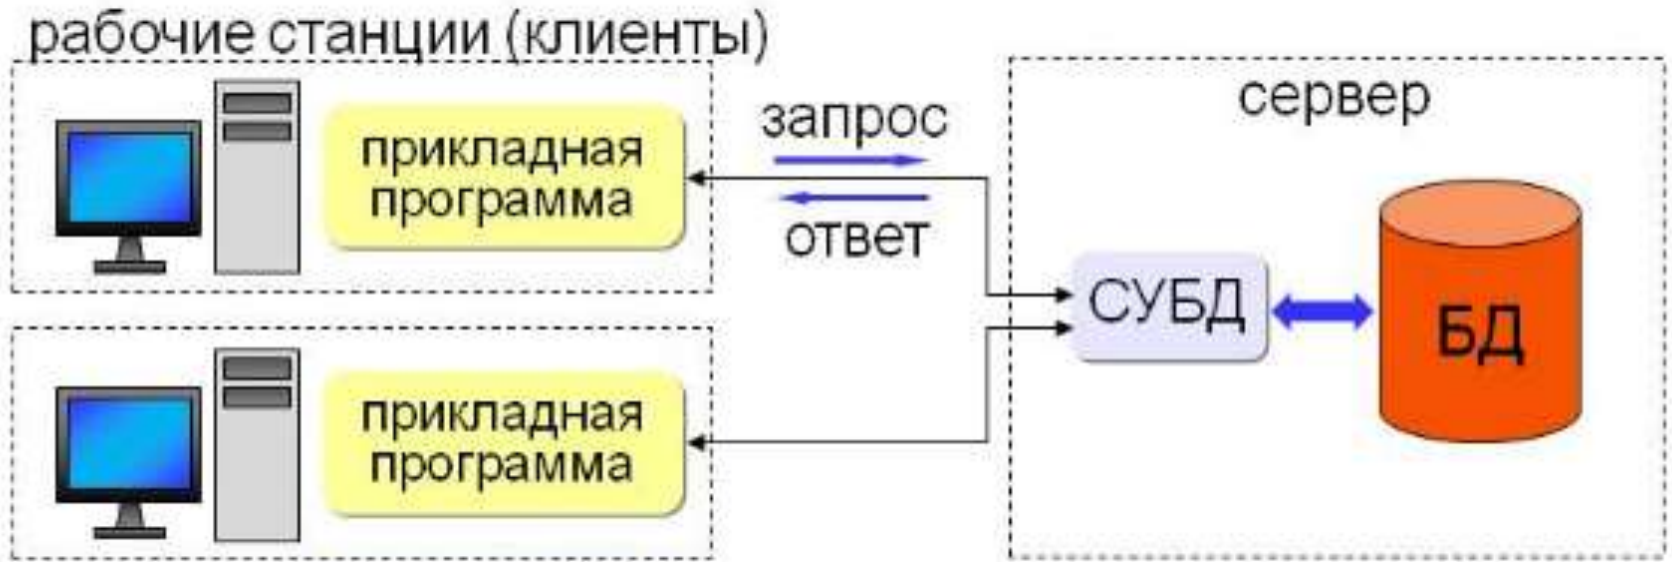 рабочие станции (клиенты)
прикладная
программа
запрос
ответ
сервер
СУБД
БД
прикладная
программа